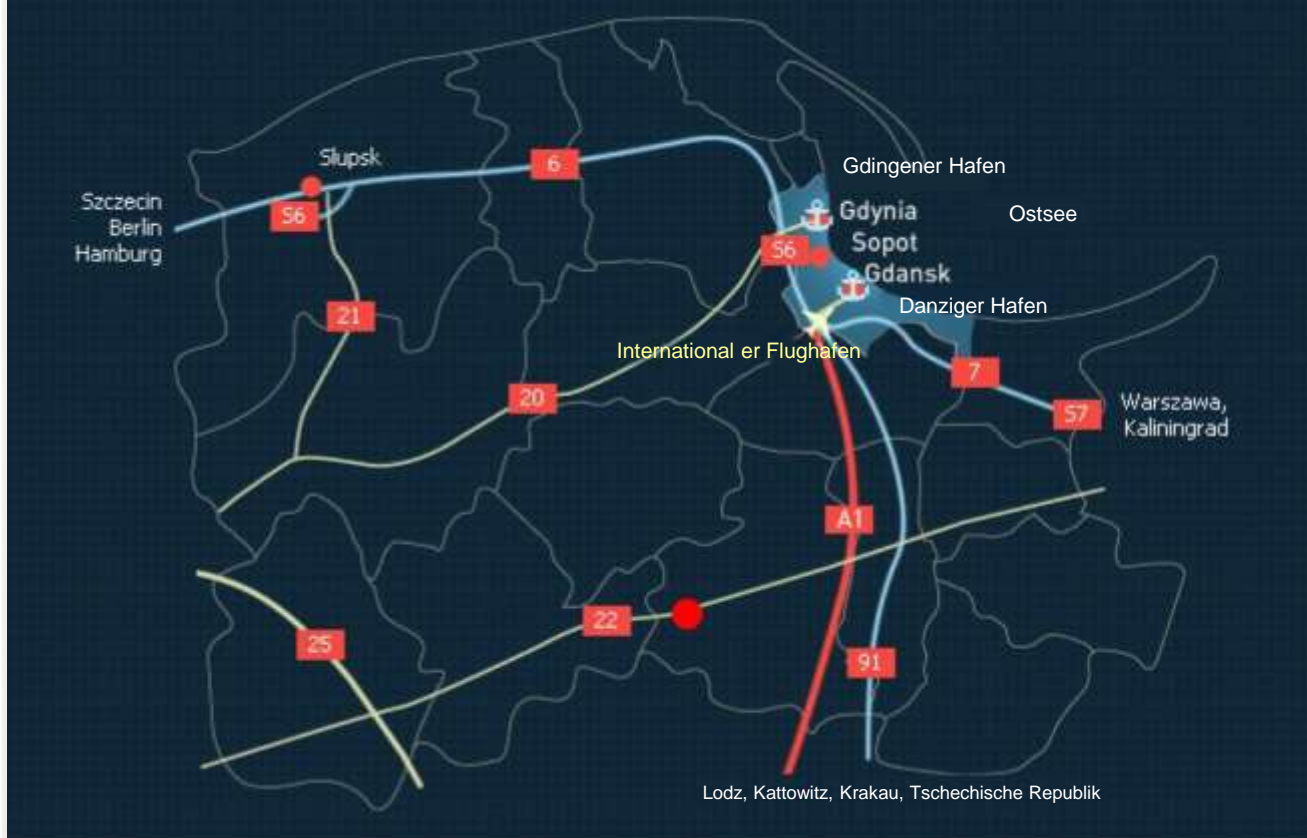 Slupsk
6
Gdingener Hafen
Szczecin
Berlin
Hamburg
S6
Gdynia
Ostsee
Sopot
S6
Gdansk
Danziger Hafen
21
International er Flughafen
7
20
S7
Warszawa,
Kaliningrad
A1
22
25
91
Lodz, Kattowitz, Krakau, Tschechische Republik